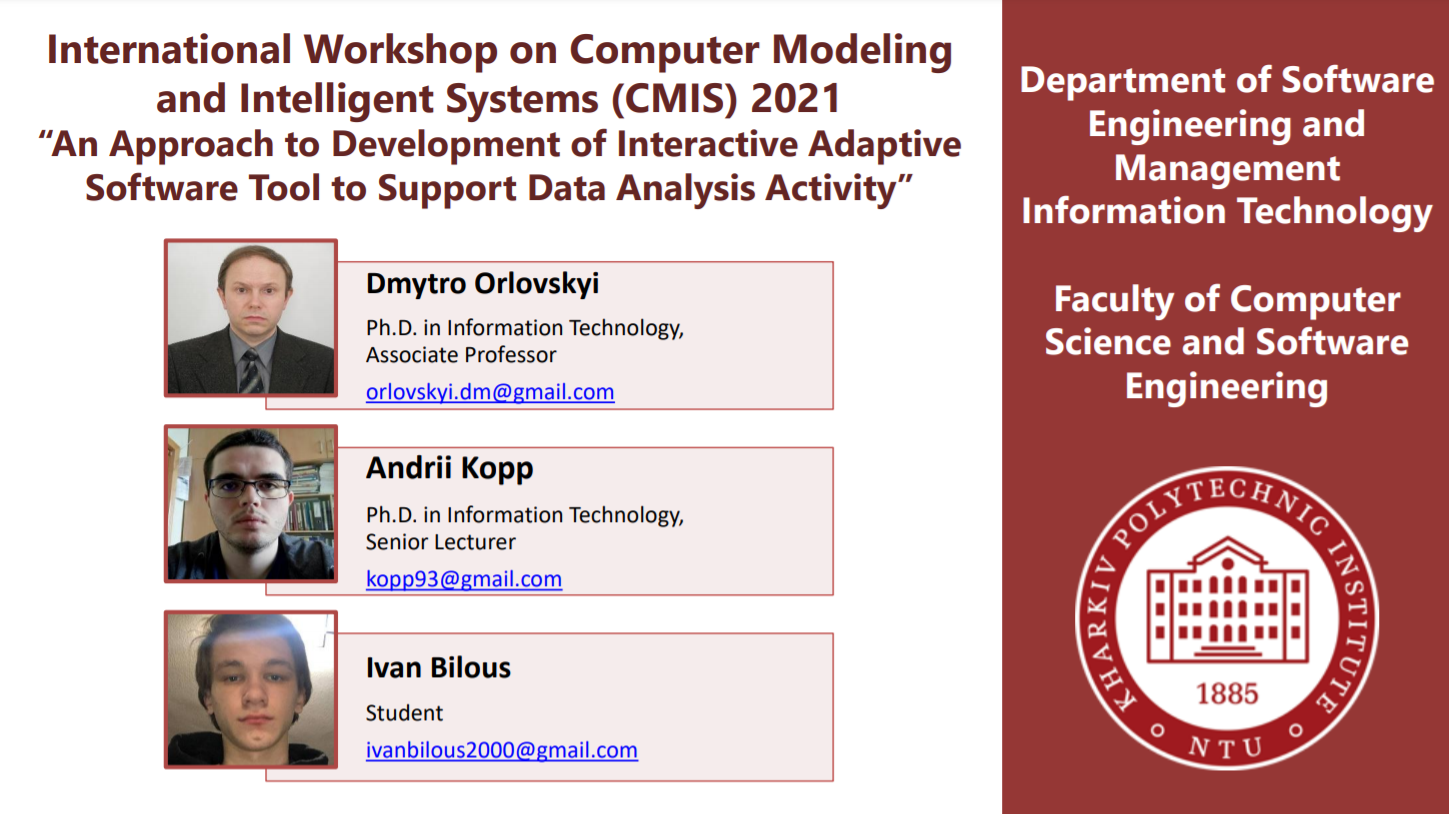 International Workshop on Computer Modeling
and Intelligent Systems (CMIS) 2021
“An Approach to Development of Interactive Adaptive
Software Tool to Support Data Analysis Activity”
Dmytro Orlovskyi
Ph.D. in Information Technology,
Associate Professor
orlovskyi.dm@gmail.com
Andrii Kopp
Ph.D. in Information Technology,
Senior Lecturer
kopp93@gmail.com
Ivan Bilous
Student
ivanbilous2000@gmail.com
Department of Software
Engineering and
Management
Information Technology
Faculty of Computer
Science and Software
Engineering
KHARKIV POLYTECHNIC INSTITUTE
1885
NTU